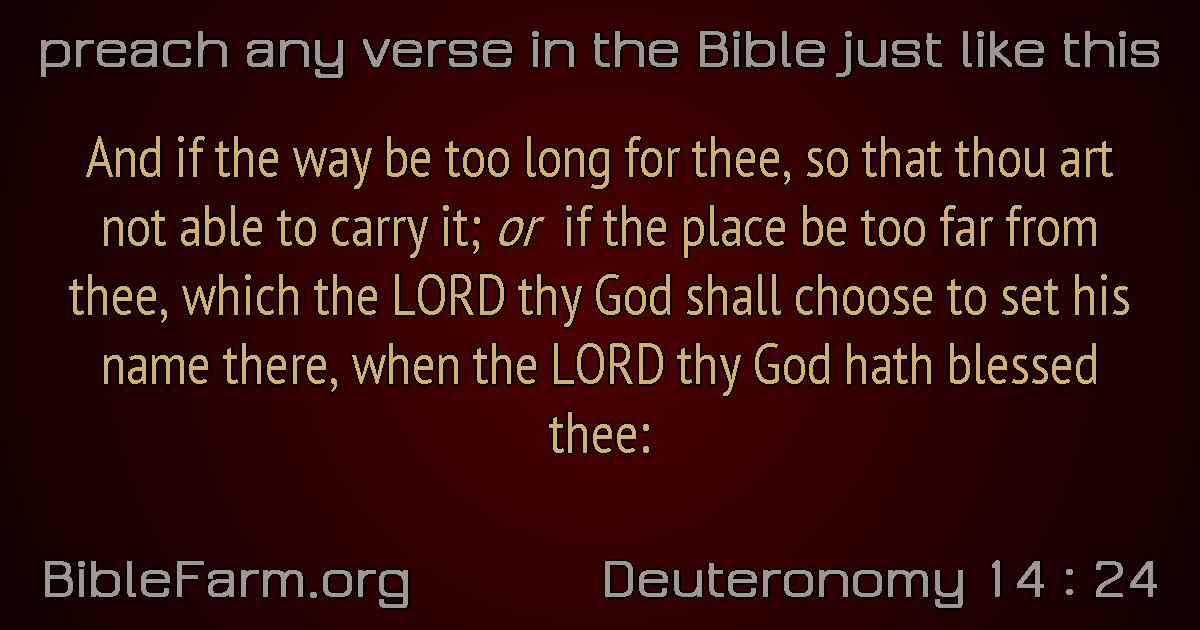 preach any verse in the Bible just like this
And if the way be too long for thee, so that thou art
not able to carry it; or if the place be too far from
thee, which the LORD thy God shall choose to set his
name there, when the LORD thy God hath blessed
thee:
BibleFarm.org
Deuteronomy 14 : 24